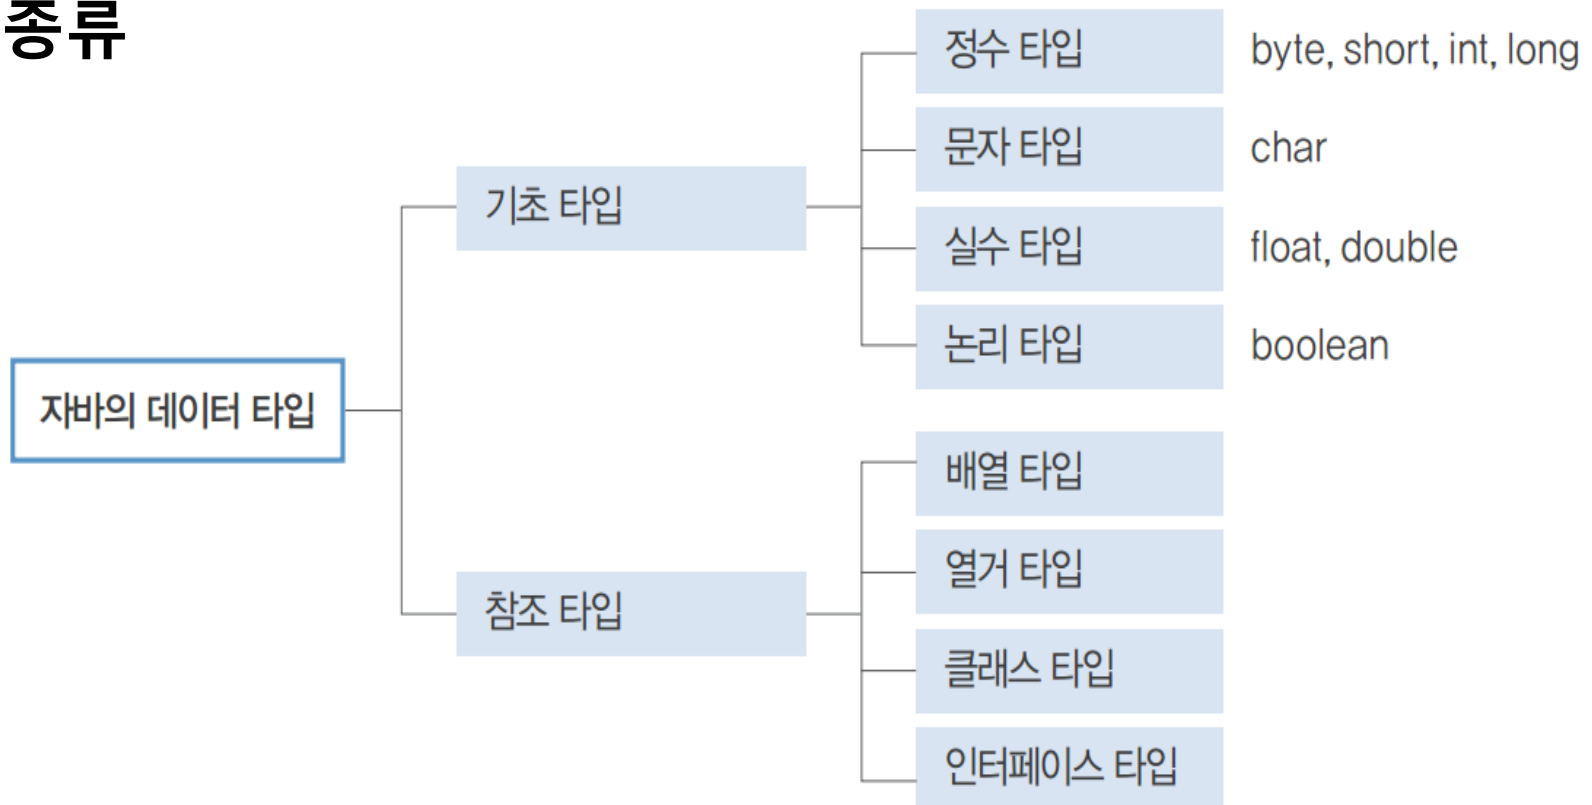 종류
정수 타입 byte, short, int, long
문자 타입 char
기초 타입
실수 타입 float, double
논리 타입 boolean
자바의 데이터 타입
배열 타입
열거 타입
참조 타입
클래스 타입
인터페이스 타입